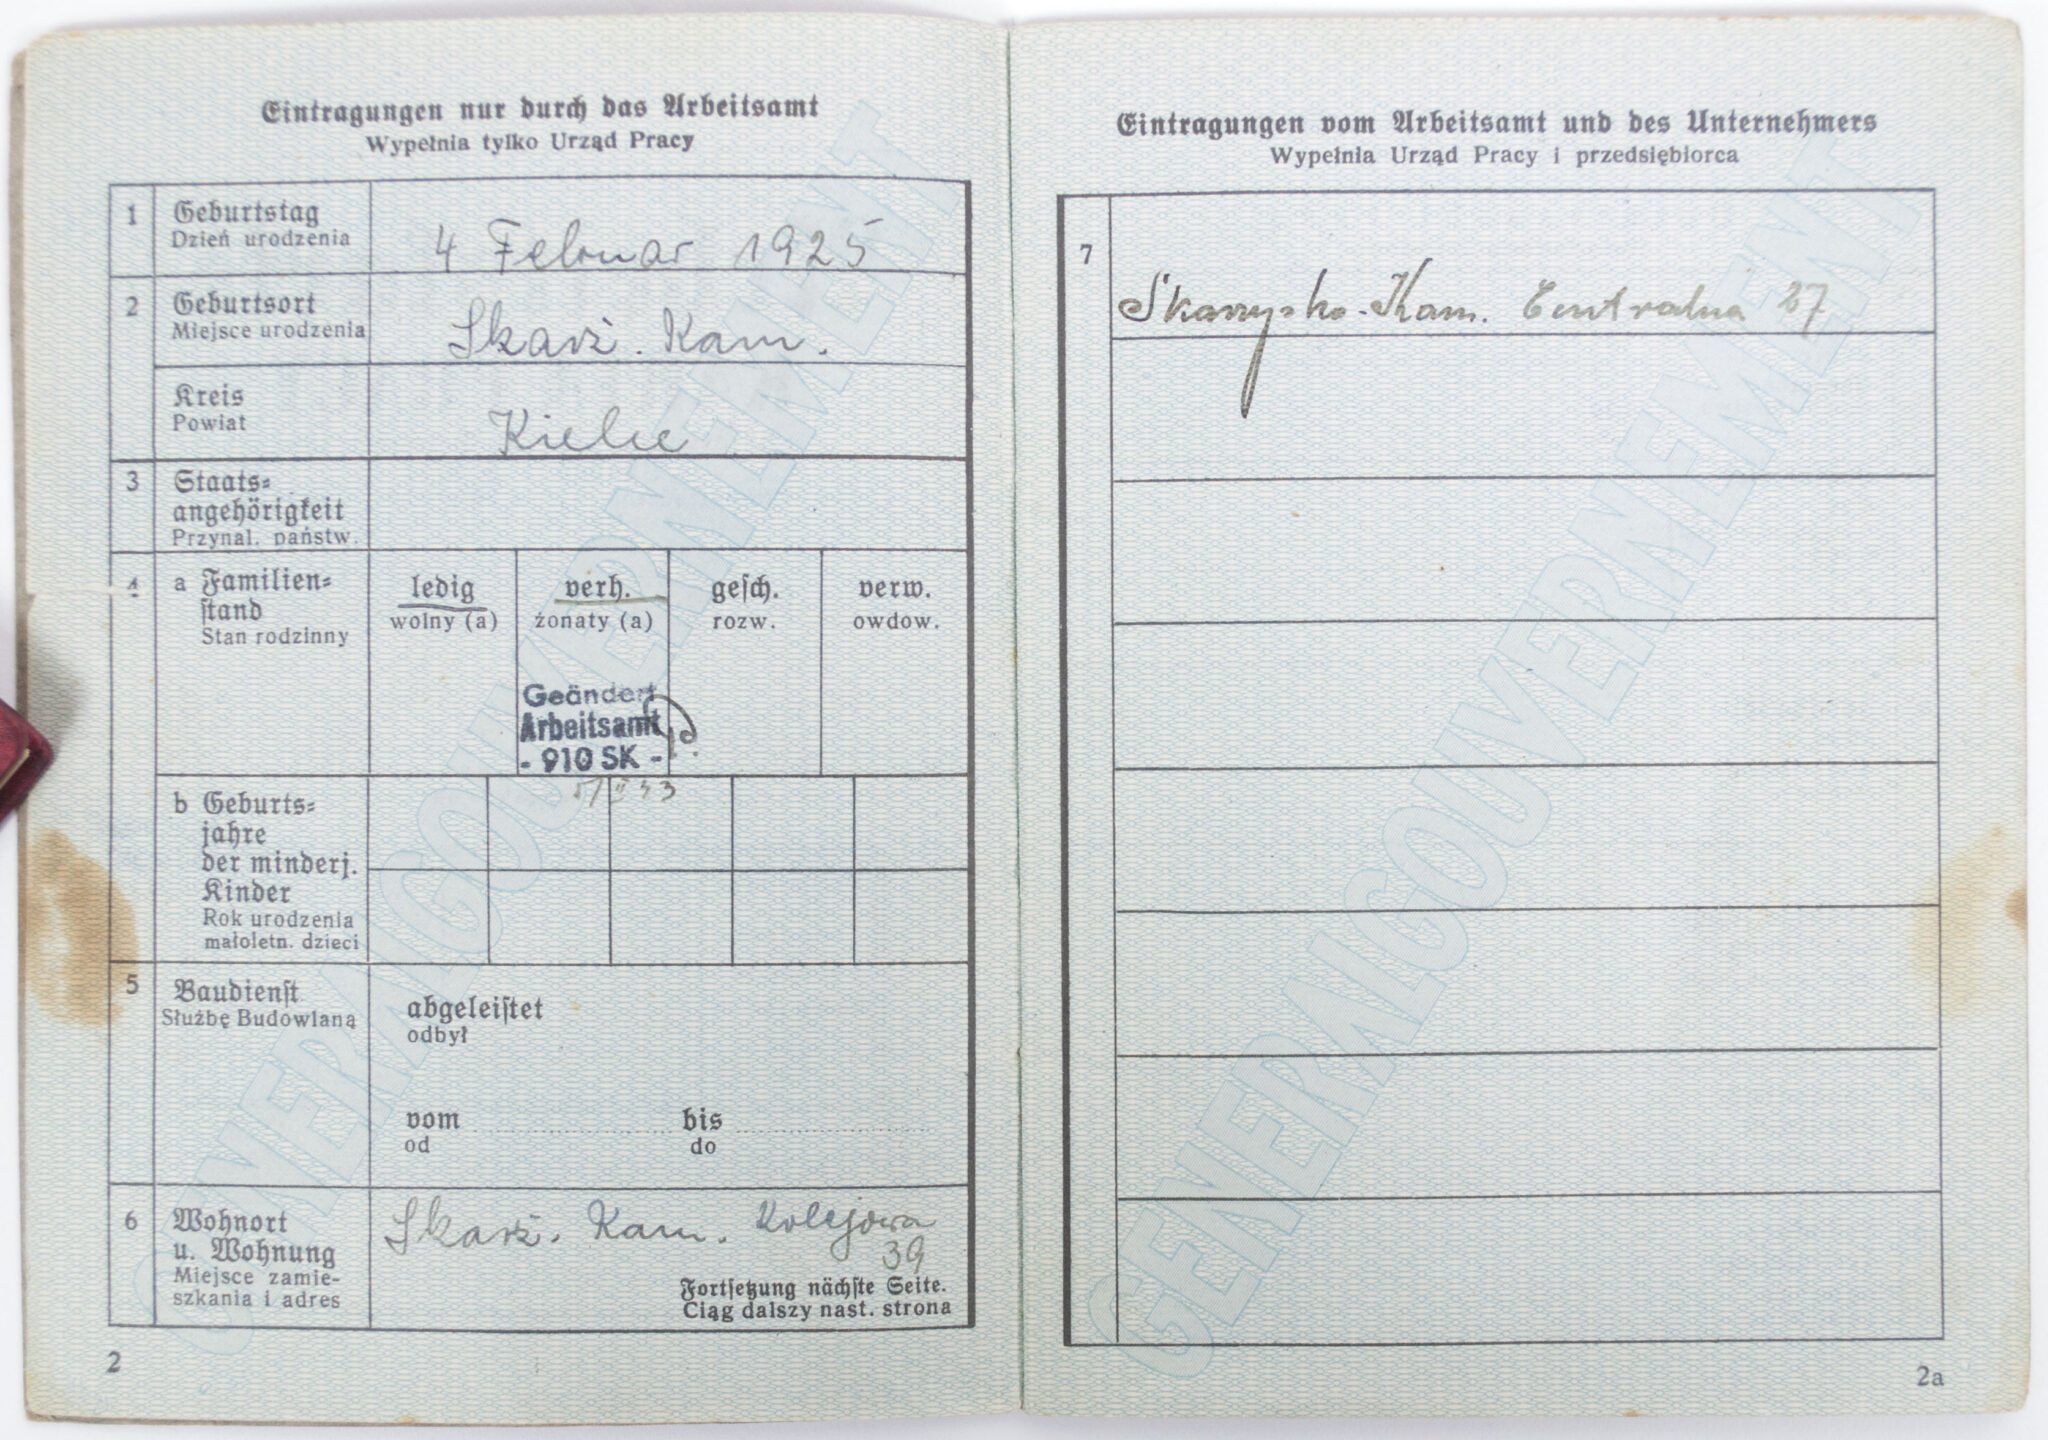 Eintragungen nur durch das Arbeitsamt
Wypełnia tylko Urząd Pracy
1 Geburtstag
Dzień urodzenia
4 Februar 1925
2 Geburtsort
Miejsce urodzenia
Skarż. Kam.
Kreis
Powiat
Kielce
3 Staats-
angehörigkeit
Przynal. państw.
4 a Familien-
stand
Stan rodzinny
ledig
wolny (a)
verh.
żonaty (a)
gesch.
rozw.
verw.
owdow.
Geändert
Arbeitsamt
- 910 SK -
b Geburts-
jahre
der minderj.
Kinder
Rok urodzenia
małoletn. dzieci
5 Baudienst
Służbę Budowlaną
abgeleistet
odbył
vom bis
od do
6 Wohnort
u. Wohnung
Miejsce zamie-
szkania i adres
Skarż. Kam. Kolejowa
39
Fortsetzung nächste Seite.
Ciąg dalszy nast. strona
2
GENERALGOUVERNEMENT
Eintragungen vom Arbeitsamt und des Unternehmers
Wypełnia Urząd Pracy i przedsiębiorca
7
Skarżysko-Kam. Centralna 27
GENERALGOUVERNEMENT
2a